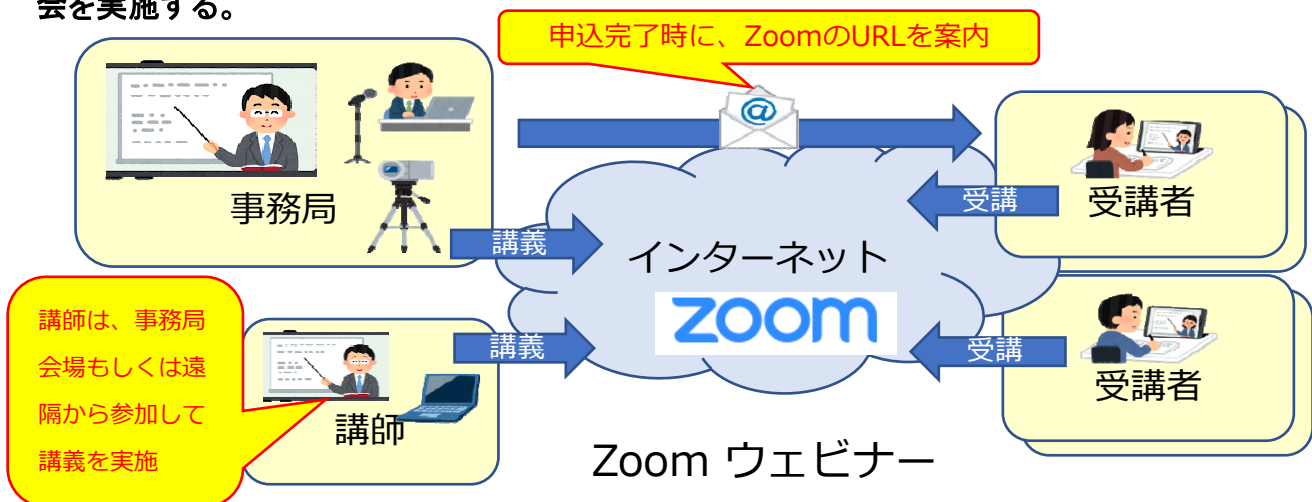 会を実施する。
申込完了時に、ZoomのURLを案内
@
事務局
講義
インターネット
zoom
受講
受講者
講師は、事務局
会場もしくは遠
隔から参加して
講義を実施
講師
講義
受講
受講者
Zoom ウェビナー